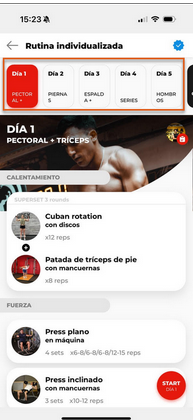 15:23
Rutina individualizada
Día 1
PECTOR
AL +
Día 2
PIERNA
S
Día 3
ESPALD
A +
Día 4
SERIES
Día 5
HOMBR
OS
DÍA 1
PECTORAL + TRÍCEPS
CALENTAMIENTO
SUPERSET 3 rounds
Cuban rotation
con discos
x12 reps
Patada de tríceps de pie
con mancuernas
x8 reps
FUERZA
Press plano
en máquina
4 sets x6-8/6-8/6-8/12-15 reps
Press inclinado
con mancuernas
3 sets x10-12 reps
START
DÍA 1